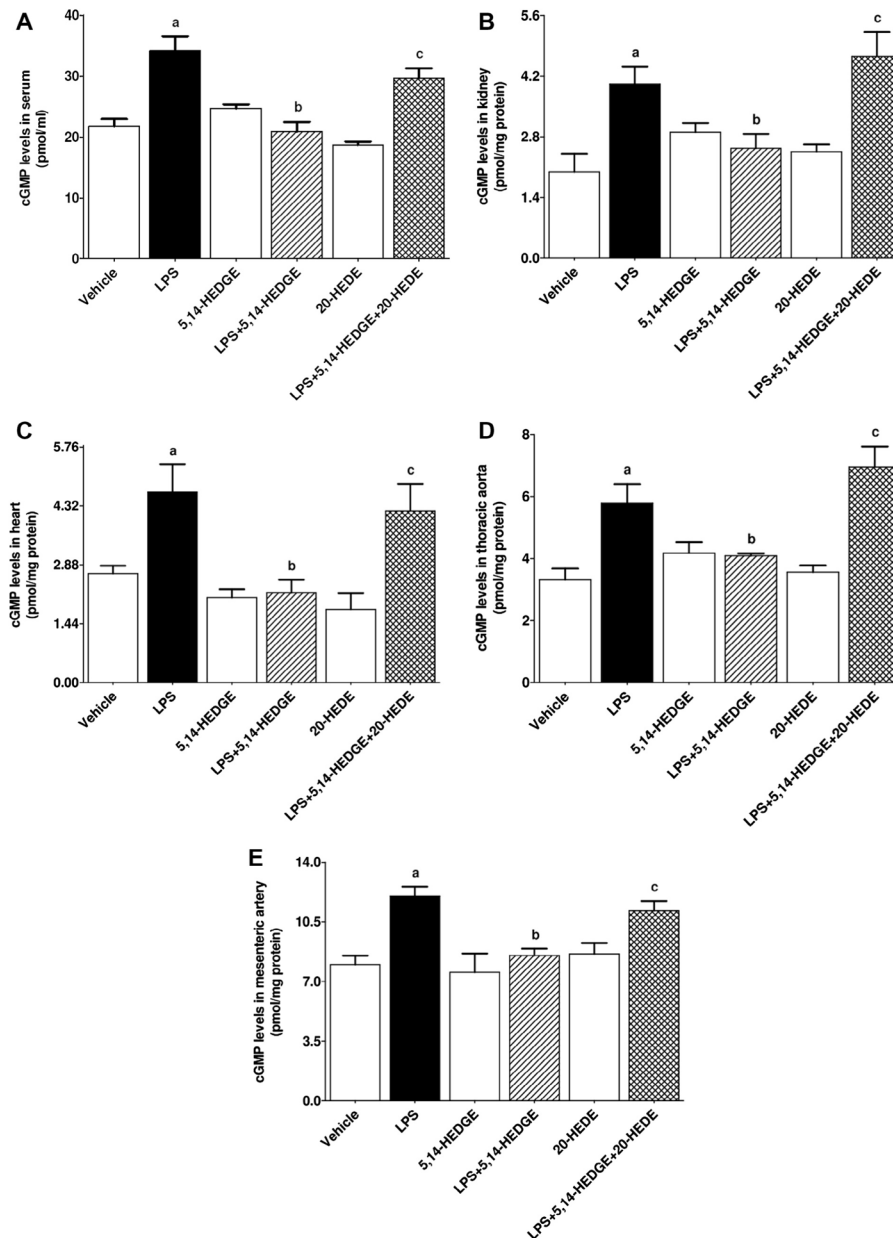 A
cGMP levels in serum
(pmol/ml)
40
30
20
10
0
a
b
c
Vehicle
LPS
5,14-HEDGE
LPS+5,14-HEDGE
20-HEDE
LPS+5,14-HEDGE+20-HEDE
B
cGMP levels in kidney
(pmol/mg protein)
5.6
4.2
2.8
1.4
0.0
a
b
c
Vehicle
LPS
5,14-HEDGE
LPS+5,14-HEDGE
20-HEDE
LPS+5,14-HEDGE+20-HEDE
C
cGMP levels in heart
(pmol/mg protein)
5.76
4.32
2.88
1.44
0.00
a
b
c
Vehicle
LPS
5,14-HEDGE
LPS+5,14-HEDGE
20-HEDE
LPS+5,14-HEDGE+20-HEDE
D
cGMP levels in thoracic aorta
(pmol/mg protein)
8
6
4
2
0
a
b
c
Vehicle
LPS
5,14-HEDGE
LPS+5,14-HEDGE
20-HEDE
LPS+5,14-HEDGE+20-HEDE
E
cGMP levels in mesenteric artery
(pmol/mg protein)
14.0
10.5
7.0
3.5
0.0
a
b
c
Vehicle
LPS
5,14-HEDGE
LPS+5,14-HEDGE
20-HEDE
LPS+5,14-HEDGE+20-HEDE